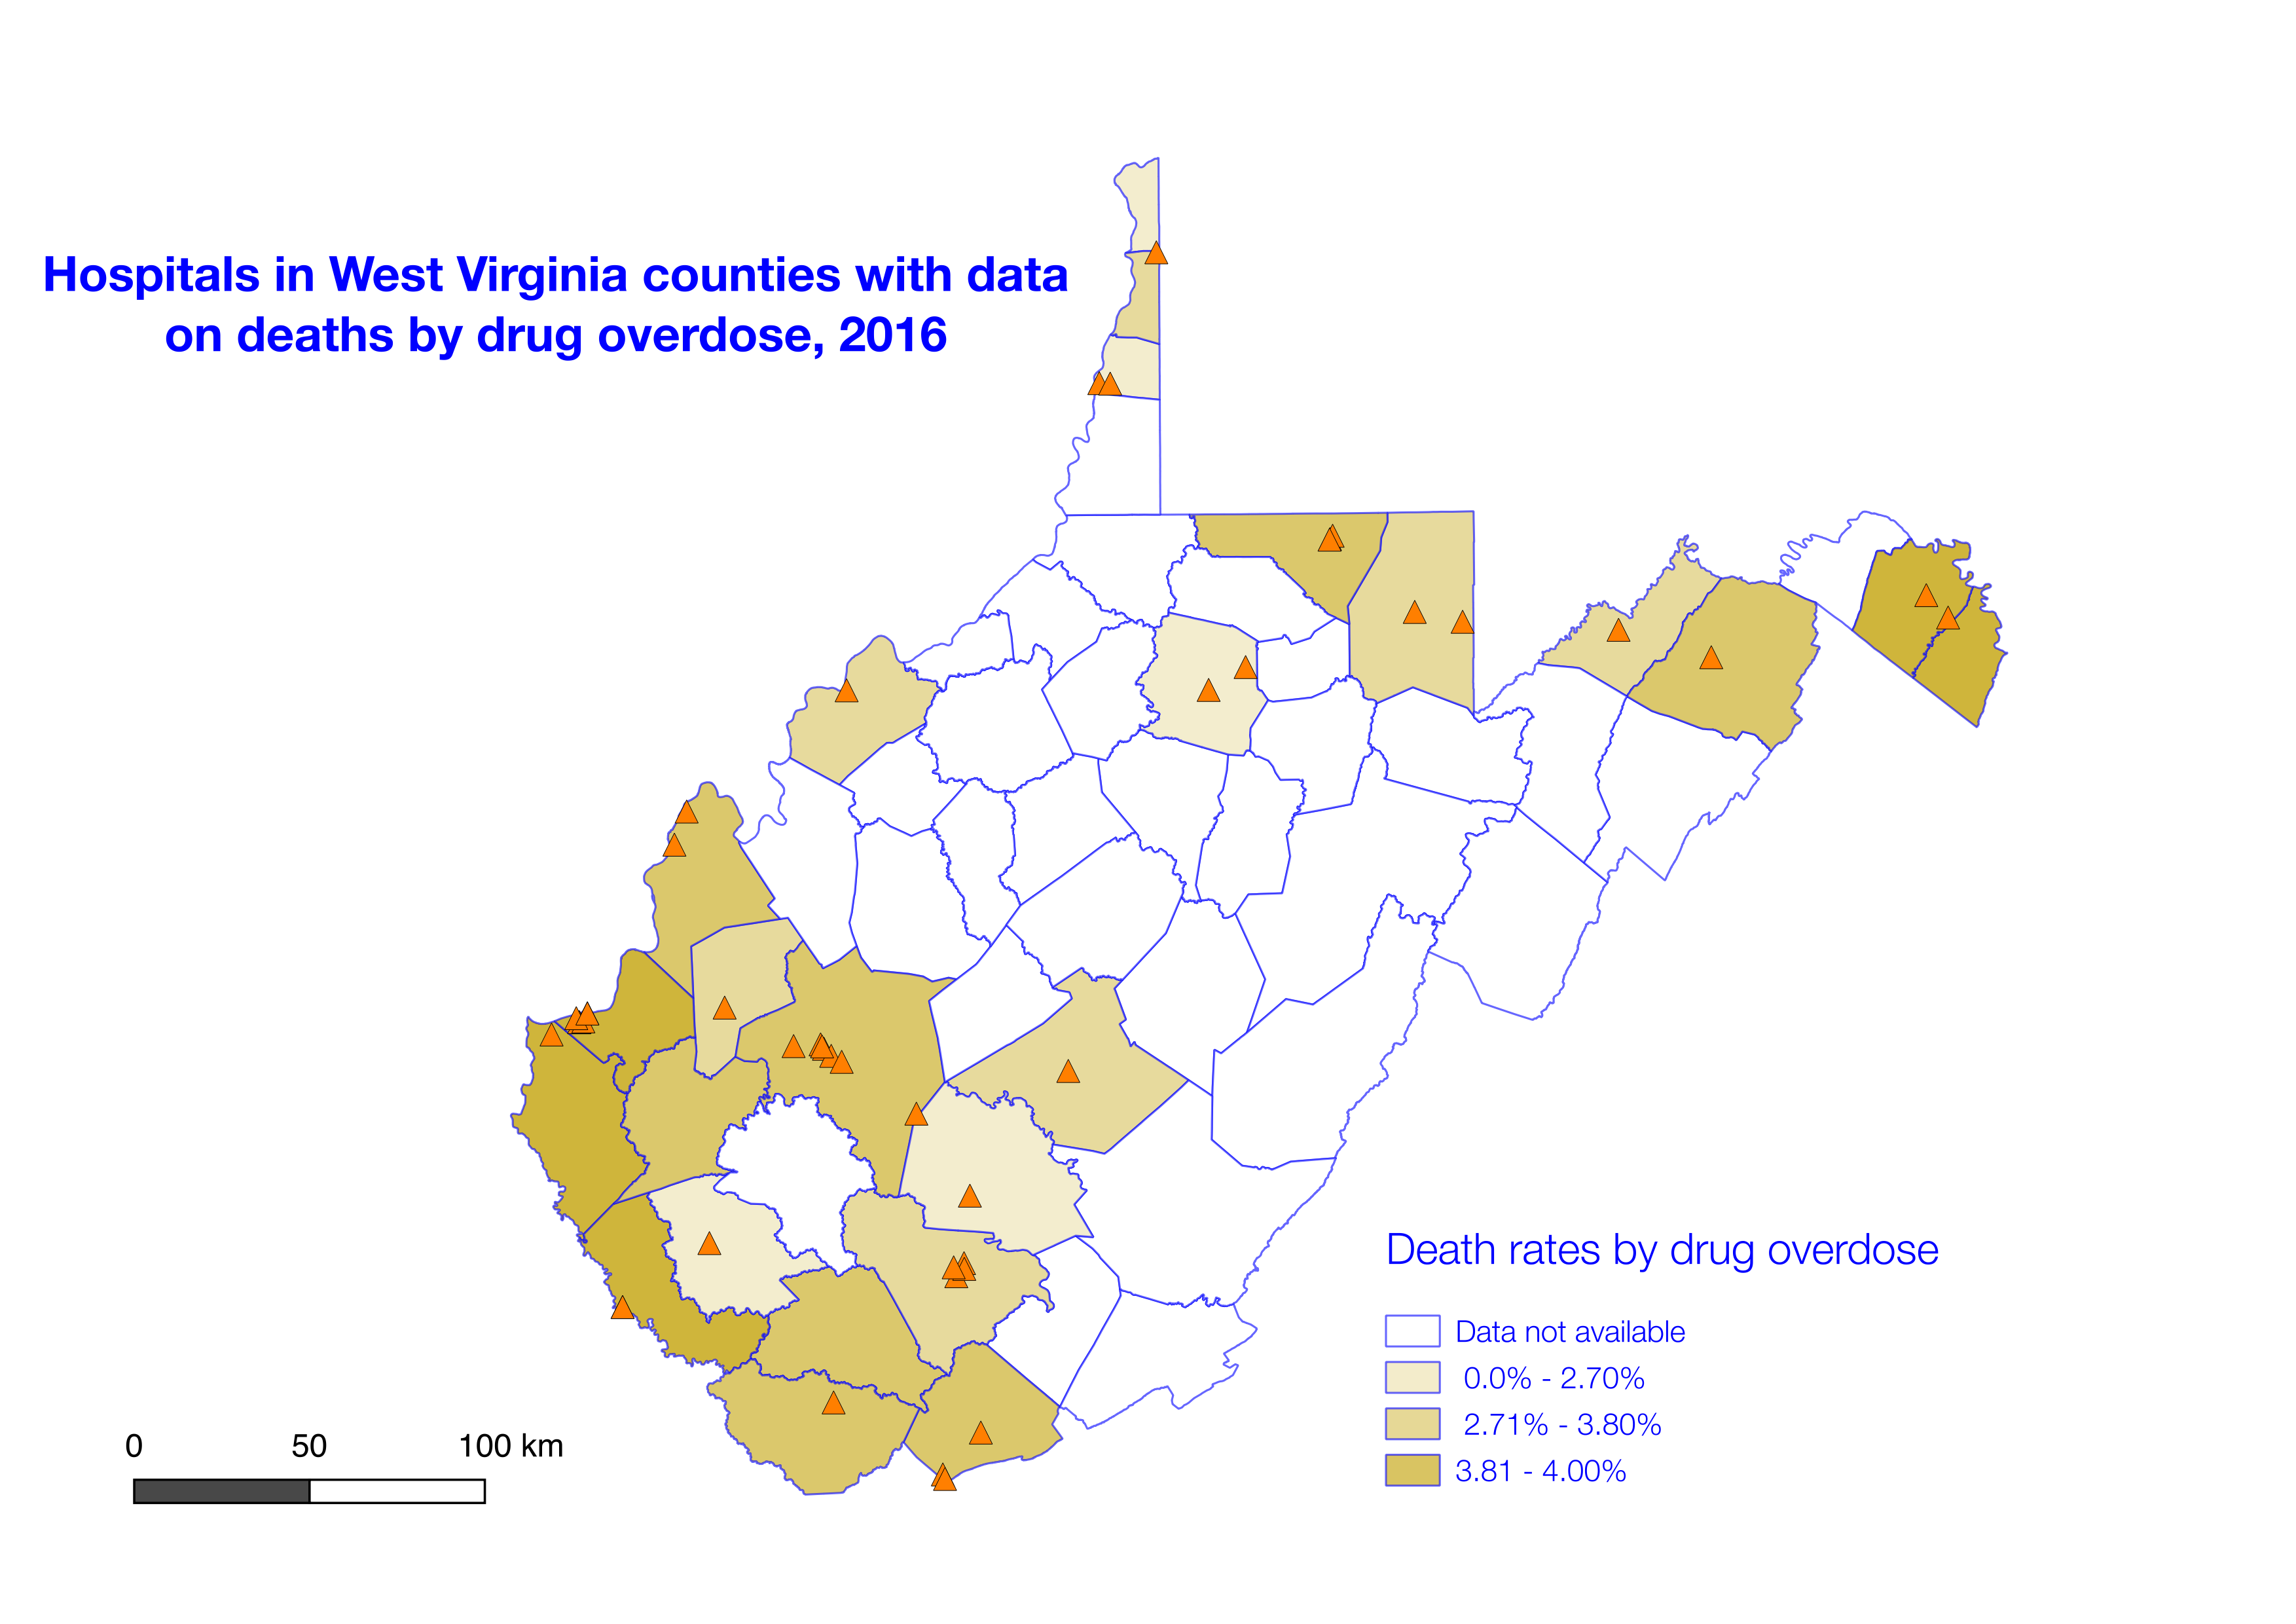 Hospitals in West Virginia counties with data
on deaths by drug overdose, 2016
Death rates by drug overdose
Data not available
0.0% - 2.70%
2.71% - 3.80%
3.81 - 4.00%
0 50 100 km